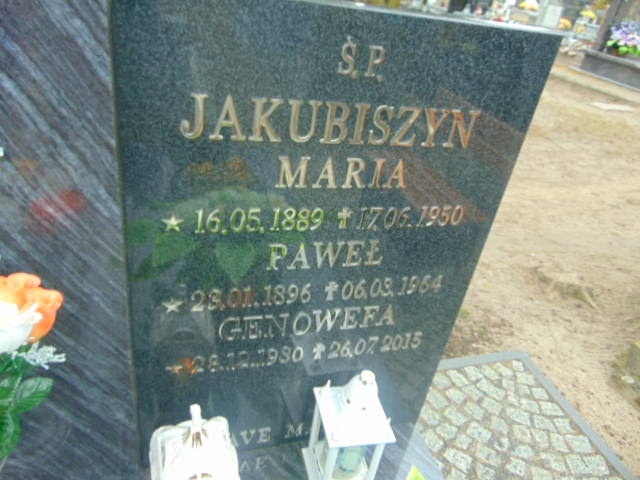 Ś.P.
JAKUBISZYN
MARIA
★ 16.05.1889 ✝ 17.06.1950
PAWEŁ
★ 23.01.1896 ✝ 06.03.1964
GENOWEFA
★ 28.12.1930 ✝ 26.07.2015
AVE